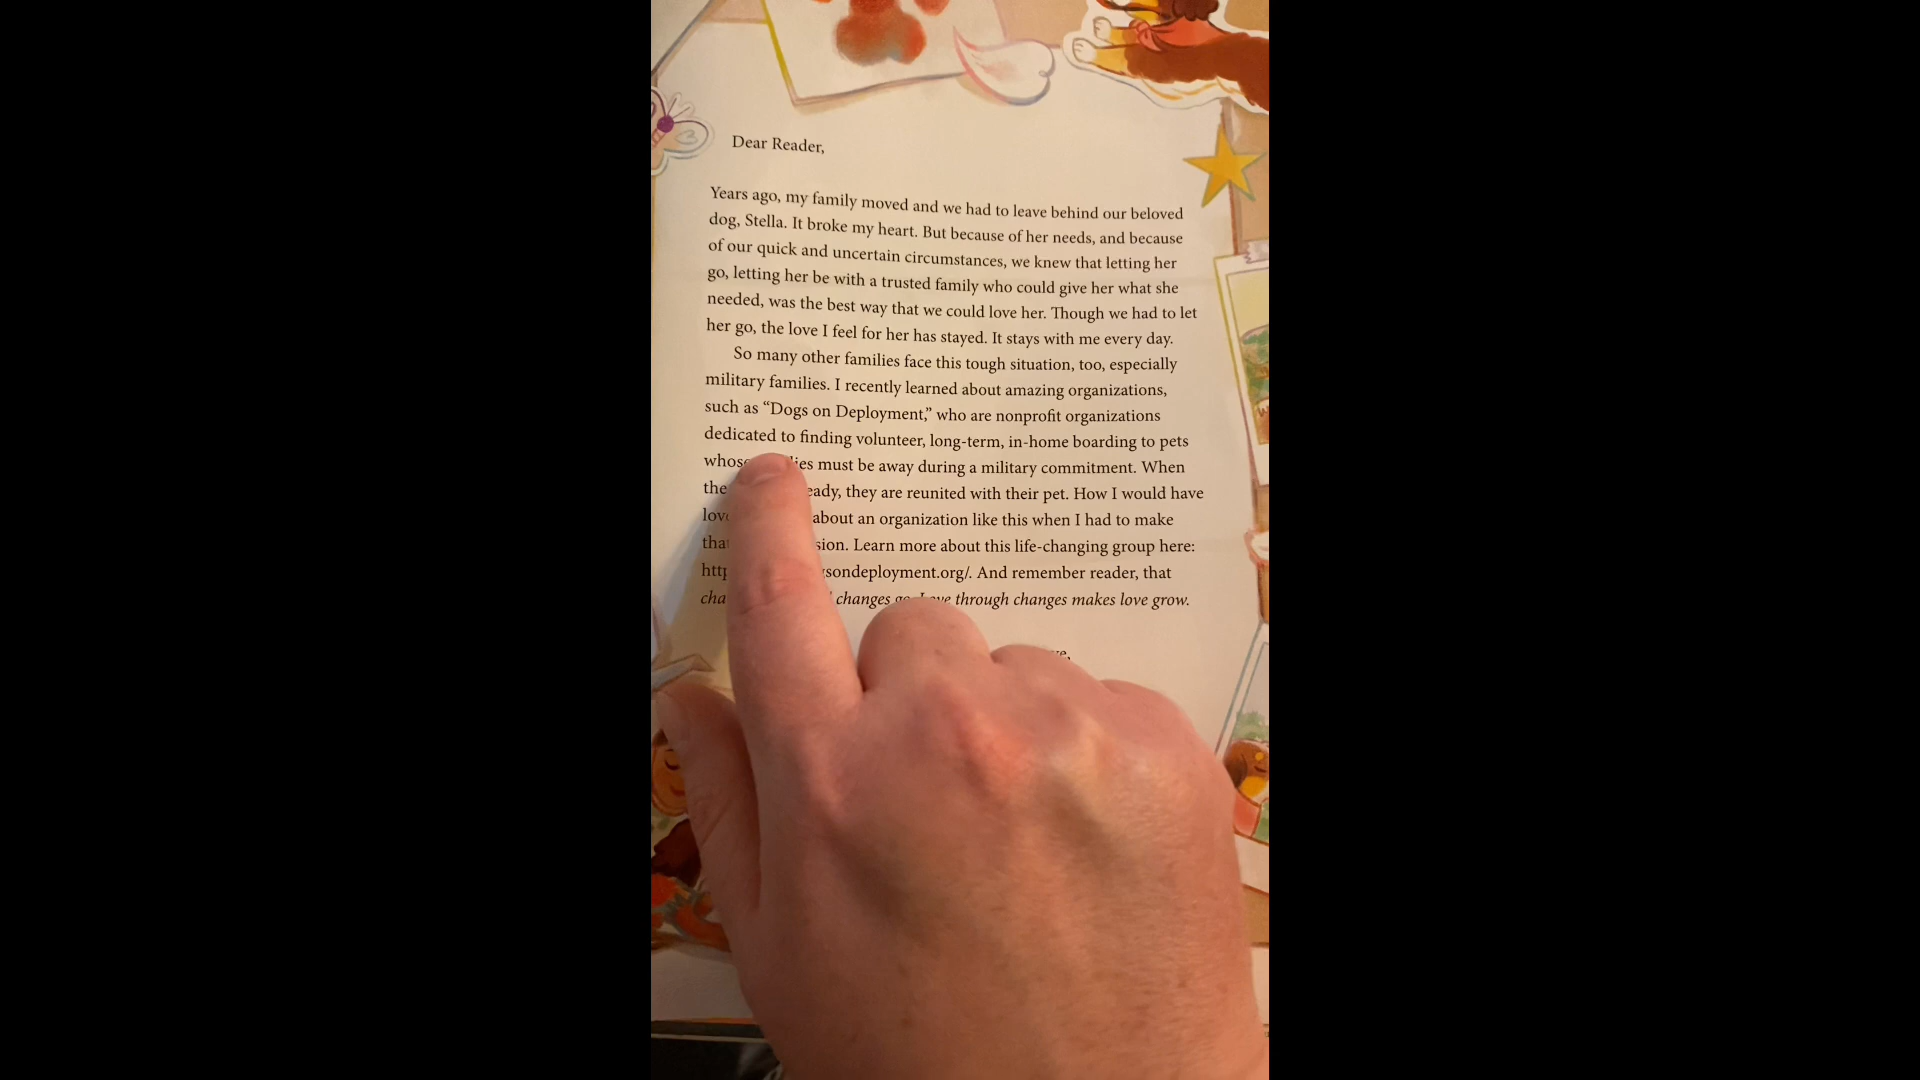 Dear Reader,
Years ago, my family moved and we had to leave behind our beloved
dog, Stella. It broke my heart. But because of her needs, and because
of our quick and uncertain circumstances, we knew that letting her
go, letting her be with a trusted family who could give her what she
needed, was the best way that we could love her. Though we had to let
her go, the love I feel for her has stayed. It stays with me every day.
So many other families face this tough situation, too, especially
military families. I recently learned about amazing organizations,
such as “Dogs on Deployment,” who are nonprofit organizations
dedicated to finding volunteer, long-term, in-home boarding to pets
must be away during a military commitment. When
they are reunited with their pet. How I would have
about an organization like this when I had to make
Learn more about this life-changing group here:
sondeployment.org/. And remember reader, that
changes through changes makes love grow.